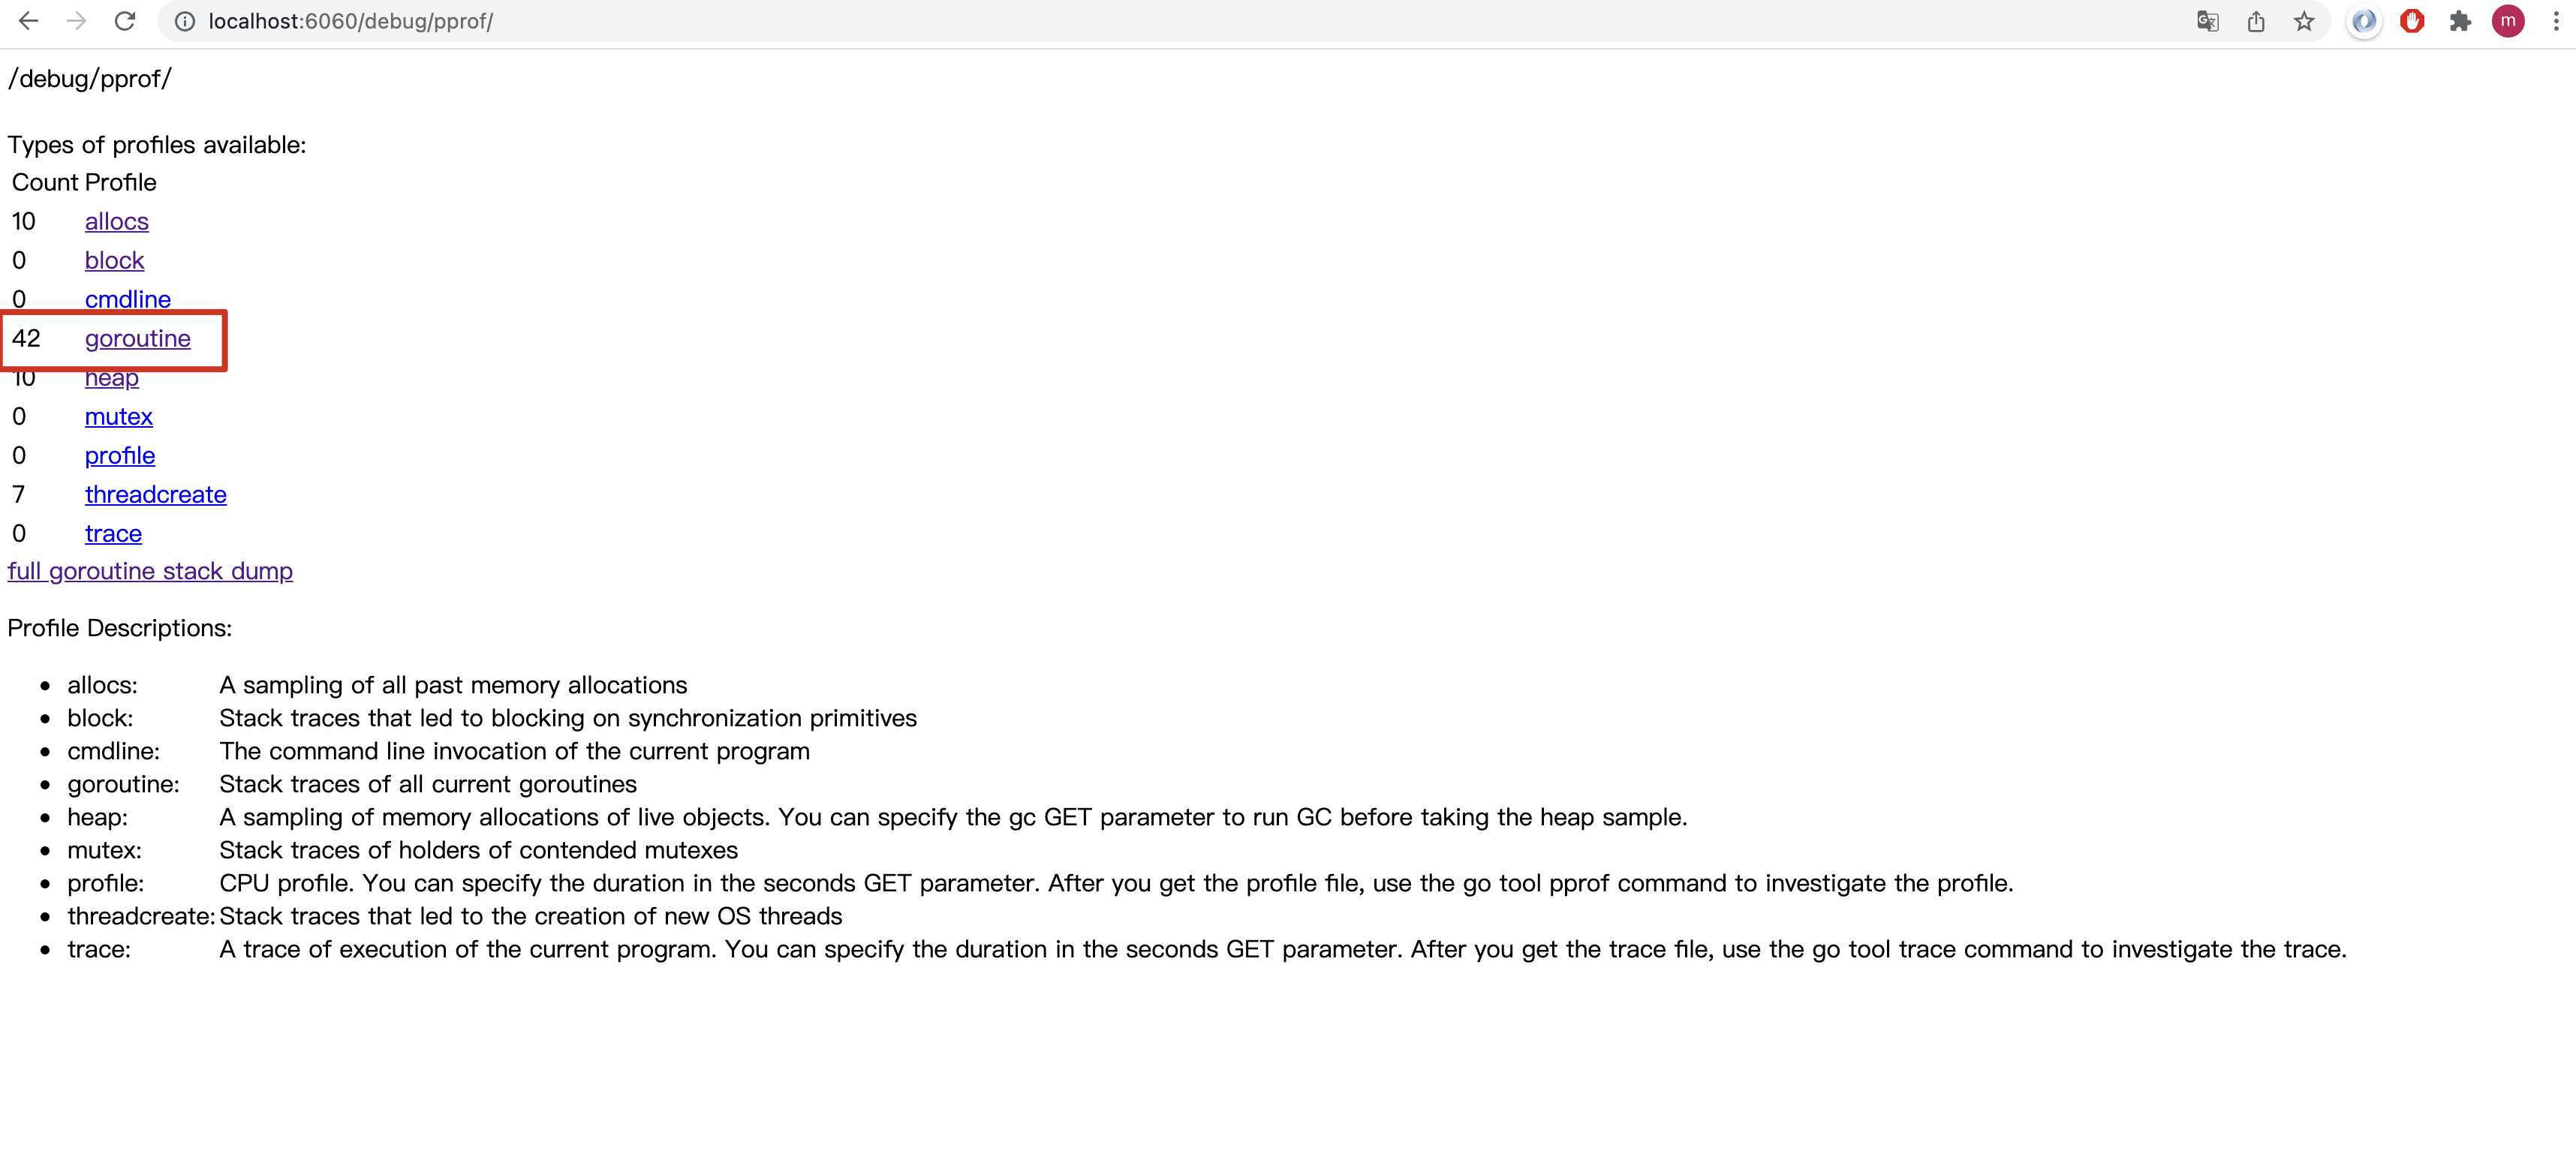 localhost:6060/debug/pprof/
m
/debug/pprof/
Types of profiles available:
Count Profile
10 allocs
0 block
0 cmdline
42 goroutine
10 heap
0 mutex
0 profile
7 threadcreate
0 trace
full goroutine stack dump
Profile Descriptions:
• allocs: A sampling of all past memory allocations
• block: Stack traces that led to blocking on synchronization primitives
• cmdline: The command line invocation of the current program
• goroutine: Stack traces of all current goroutines
• heap: A sampling of memory allocations of live objects. You can specify the gc GET parameter to run GC before taking the heap sample.
• mutex: Stack traces of holders of contended mutexes
• profile: CPU profile. You can specify the duration in the seconds GET parameter. After you get the profile file, use the go tool pprof command to investigate the profile.
• threadcreate: Stack traces that led to the creation of new OS threads
• trace: A trace of execution of the current program. You can specify the duration in the seconds GET parameter. After you get the trace file, use the go tool trace command to investigate the trace.